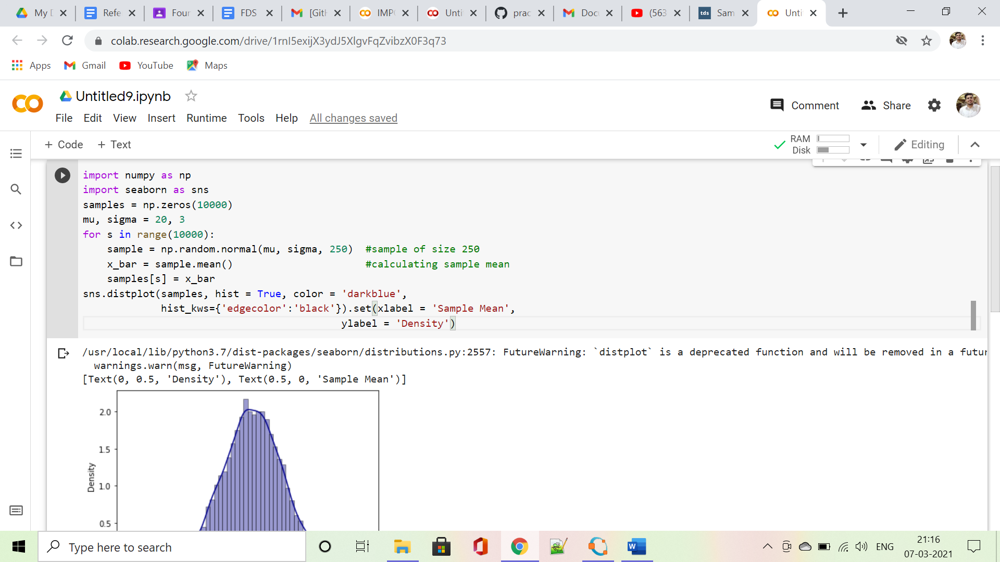 My D
Refe
Four
FDS
[Gith
IMPO
Unti
prac
Doc
(563
tds
Sam
Unti
colab.research.google.com/drive/1rnI5exijX3ydJ5XlgvFqZvibzX0F3q73
Apps Gmail YouTube Maps
Untitled9.ipynb
Comment Share
File Edit View Insert Runtime Tools Help All changes saved
+ Code + Text
RAM
Disk
Editing
import numpy as np
import seaborn as sns
samples = np.zeros(10000)
mu, sigma = 20, 3
for s in range(10000):
sample = np.random.normal(mu, sigma, 250) #sample of size 250
x_bar = sample.mean() #calculating sample mean
samples[s] = x_bar
sns.distplot(samples, hist = True, color = 'darkblue',
hist_kws={'edgecolor':'black'}).set(xlabel = 'Sample Mean',
ylabel = 'Density')
/usr/local/lib/python3.7/dist-packages/seaborn/distributions.py:2557: FutureWarning: `distplot` is a deprecated function and will be removed in a futur
warnings.warn(msg, FutureWarning)
[Text(0, 0.5, 'Density'), Text(0.5, 0, 'Sample Mean')]
2.0
1.5
1.0
0.5
Density
Type here to search
W
ENG
21:16
07-03-2021